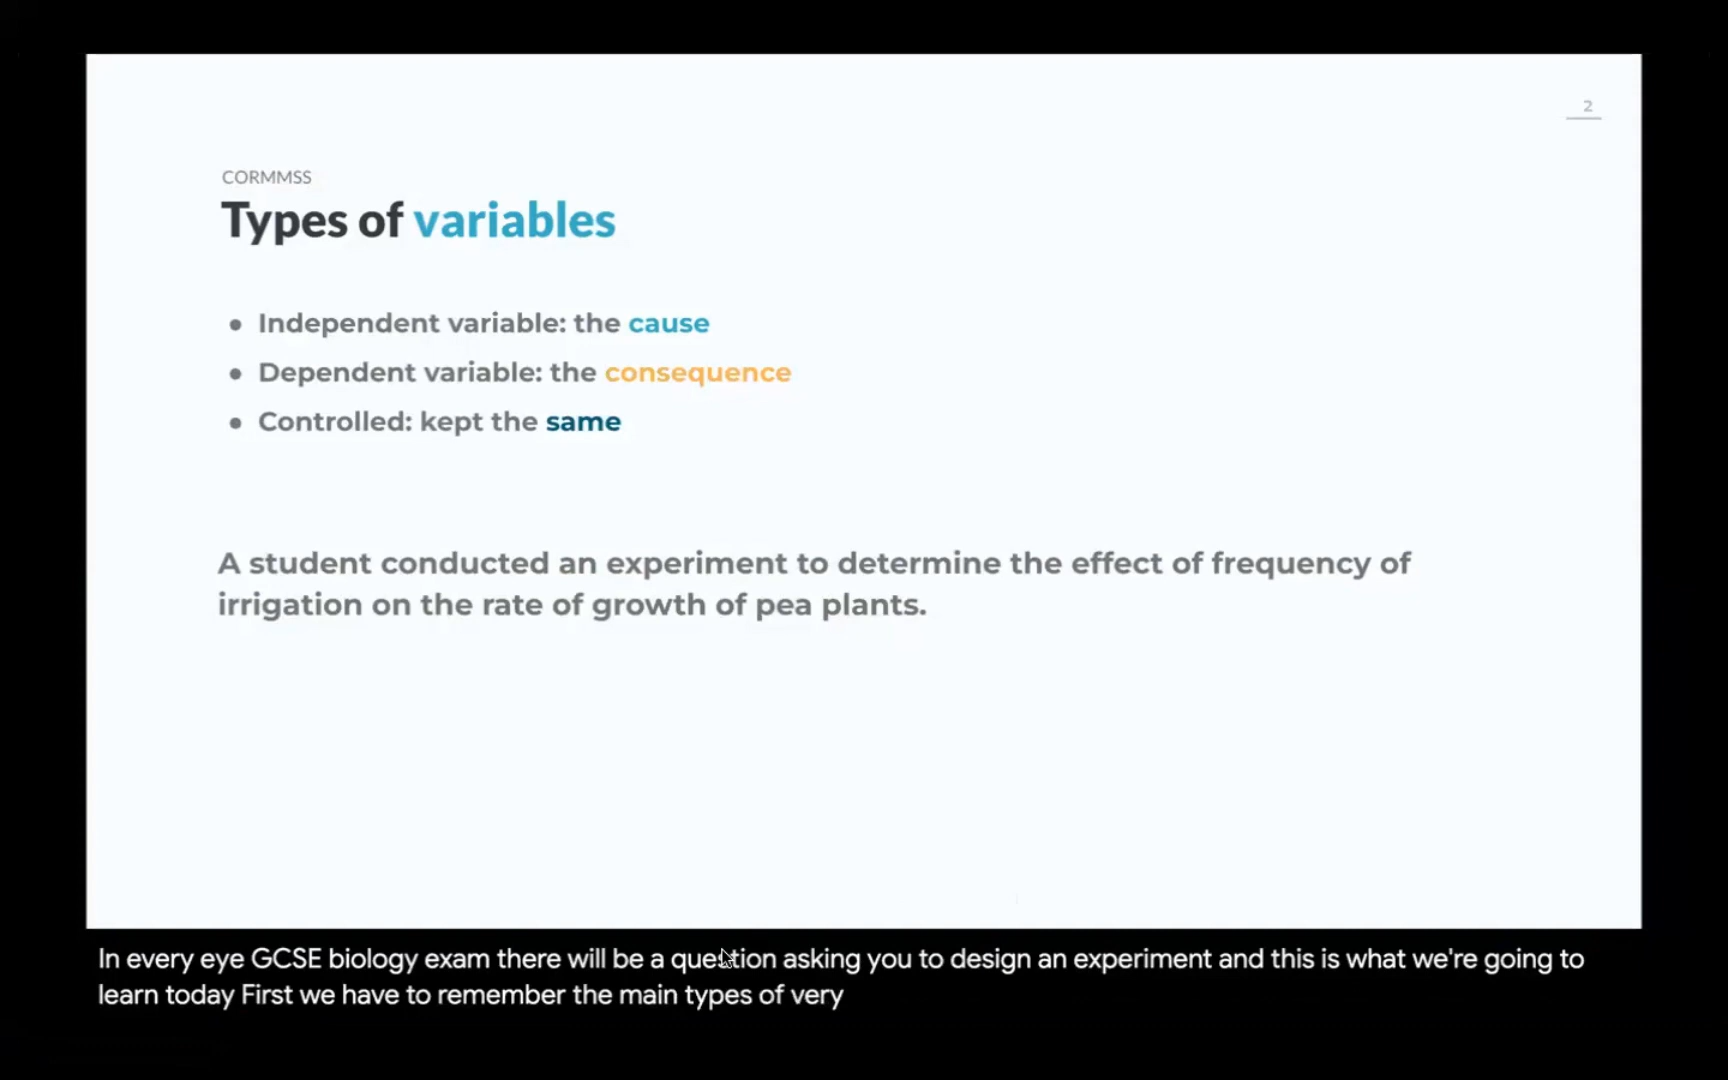 2
CORMMSS
Types of variables
● Independent variable: the cause
● Dependent variable: the consequence
● Controlled: kept the same
A student conducted an experiment to determine the effect of frequency of
irrigation on the rate of growth of pea plants.
In every eye GCSE biology exam there will be a question asking you to design an experiment and this is what we're going to
learn today First we have to remember the main types of very